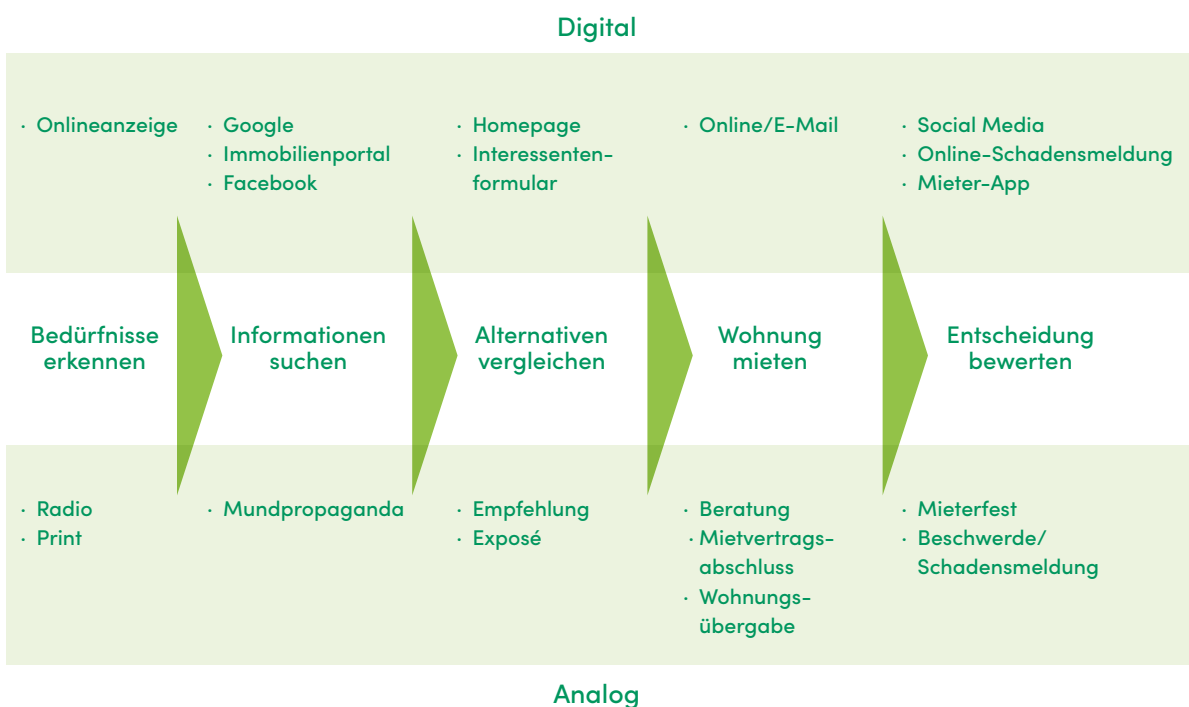 Digital
· Onlineanzeige
· Google
· Immobilienportal
· Facebook
· Homepage
· Interessenten-
formular
· Online/E-Mail
· Social Media
· Online-Schadensmeldung
· Mieter-App
Bedürfnisse
erkennen
Informationen
suchen
Alternativen
vergleichen
Wohnung
mieten
Entscheidung
bewerten
· Radio
· Print
· Mundpropaganda
· Empfehlung
· Exposé
· Beratung
· Mietvertrags-
abschluss
· Wohnungs-
übergabe
· Mieterfest
· Beschwerde/
Schadensmeldung
Analog